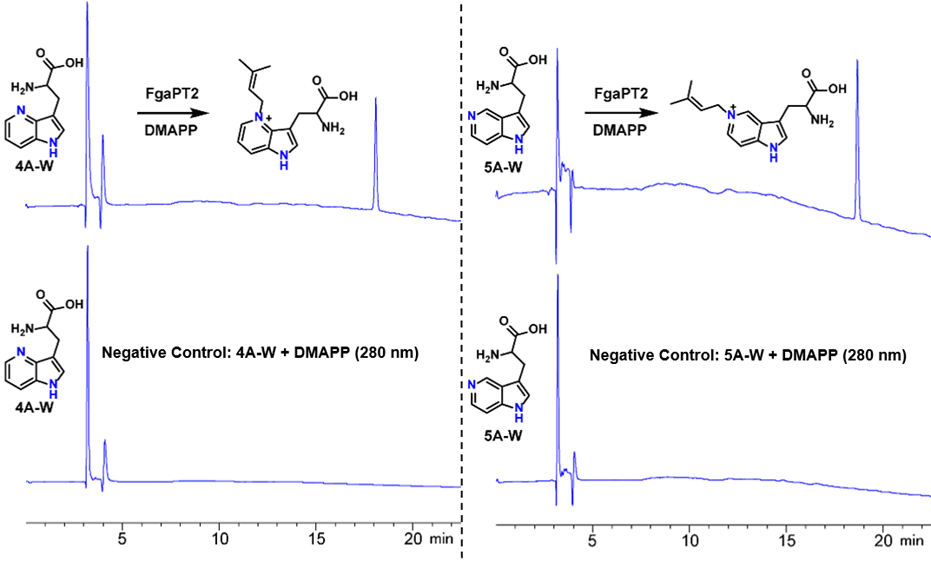 O
OH
H₂N
N
N
H
4A-W
FgaPT2
DMAPP
N
+
O
OH
NH₂
N
H
O
OH
H₂N
N
N
H
5A-W
FgaPT2
DMAPP
N
+
O
OH
NH₂
N
H
O
OH
H₂N
N
N
H
4A-W
Negative Control: 4A-W + DMAPP (280 nm)
O
OH
H₂N
N
N
H
5A-W
Negative Control: 5A-W + DMAPP (280 nm)
5 10 15 20 min
5 10 15 20 min